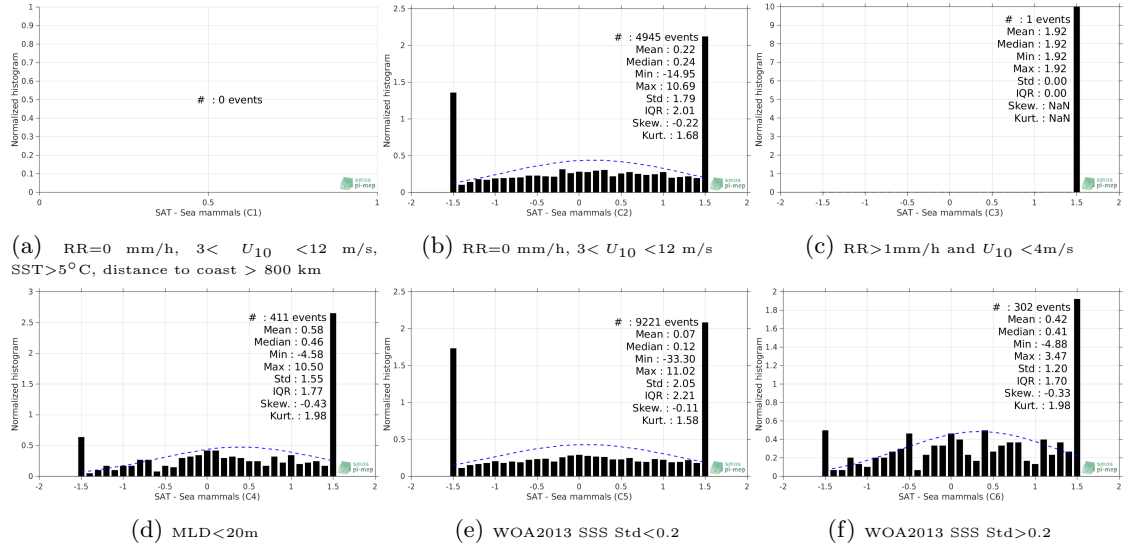 Normalized histogram
1
0.9
0.8
0.7
0.6
0.5
0.4
0.3
0.2
0.1
0
# : 0 events
0 0.5 1
SAT - Sea mammals (C1)
smos
pi-mep
(a) RR=0 mm/h, 3< U10 <12 m/s,
SST>5°C, distance to coast > 800 km
Normalized histogram
2.5
2
1.5
1
0.5
0
# : 4945 events
Mean : 0.22
Median : 0.24
Min : -14.95
Max : 10.69
Std : 1.79
IQR : 2.01
Skew. : -0.22
Kurt. : 1.68
-2 -1.5 -1 -0.5 0 0.5 1 1.5 2
SAT - Sea mammals (C2)
smos
pi-mep
(b) RR=0 mm/h, 3< U10 <12 m/s
Normalized histogram
10
9
8
7
6
5
4
3
2
1
0
# : 1 events
Mean : 1.92
Median : 1.92
Min : 1.92
Max : 1.92
Std : 0.00
IQR : 0.00
Skew. : NaN
Kurt. : NaN
-2 -1.5 -1 -0.5 0 0.5 1 1.5 2
SAT - Sea mammals (C3)
smos
pi-mep
(c) RR>1mm/h and U10 <4m/s
Normalized histogram
3
2.5
2
1.5
1
0.5
0
# : 411 events
Mean : 0.58
Median : 0.46
Min : -4.58
Max : 10.50
Std : 1.55
IQR : 1.77
Skew. : -0.43
Kurt. : 1.98
-2 -1.5 -1 -0.5 0 0.5 1 1.5 2
SAT - Sea mammals (C4)
smos
pi-mep
(d) MLD<20m
Normalized histogram
2.5
2
1.5
1
0.5
0
# : 9221 events
Mean : 0.07
Median : 0.12
Min : -33.30
Max : 11.02
Std : 2.05
IQR : 2.21
Skew. : -0.11
Kurt. : 1.58
-2 -1.5 -1 -0.5 0 0.5 1 1.5 2
SAT - Sea mammals (C5)
smos
pi-mep
(e) WOA2013 SSS Std<0.2
Normalized histogram
2
1.8
1.6
1.4
1.2
1
0.8
0.6
0.4
0.2
0
# : 302 events
Mean : 0.42
Median : 0.41
Min : -4.88
Max : 3.47
Std : 1.20
IQR : 1.70
Skew. : -0.33
Kurt. : 1.98
-2 -1.5 -1 -0.5 0 0.5 1 1.5 2
SAT - Sea mammals (C6)
smos
pi-mep
(f) WOA2013 SSS Std>0.2